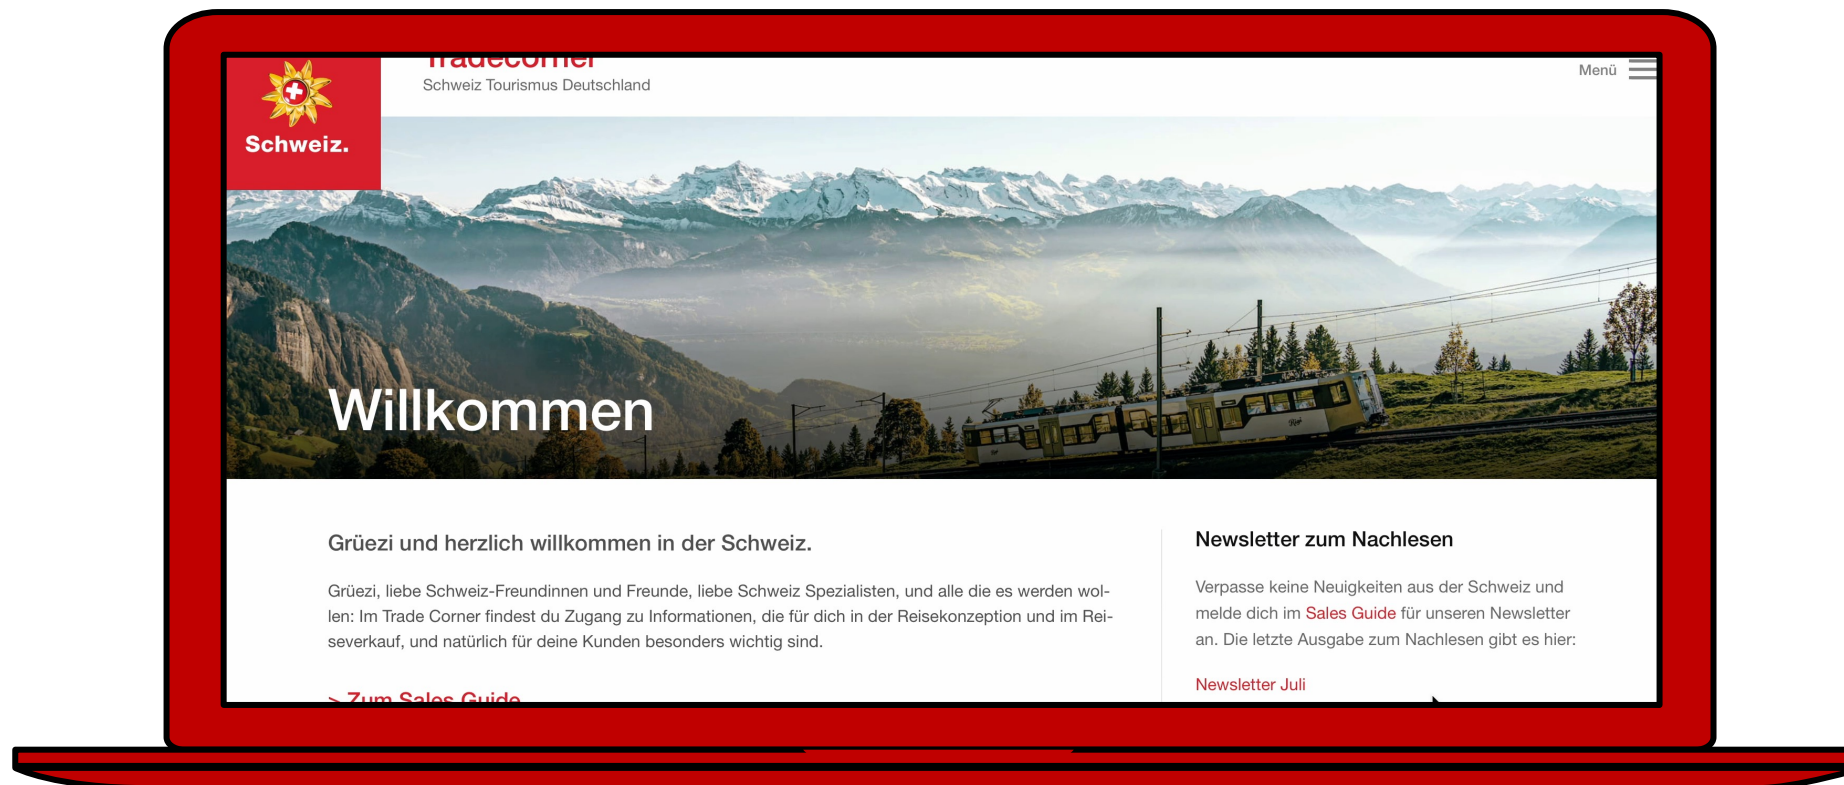 Tradecorner
Schweiz Tourismus Deutschland
Menü
Schweiz.
Willkommen
Grüezi und herzlich willkommen in der Schweiz.
Grüezi, liebe Schweiz-Freundinnen und Freunde, liebe Schweiz Spezialisten, und alle die es werden wol-
len: Im Trade Corner findest du Zugang zu Informationen, die für dich in der Reisekonzeption und im Rei-
severkauf, und natürlich für deine Kunden besonders wichtig sind.
> Zum Sales Guide
Newsletter zum Nachlesen
Verpasse keine Neuigkeiten aus der Schweiz und
melde dich im Sales Guide für unseren Newsletter
an. Die letzte Ausgabe zum Nachlesen gibt es hier:
Newsletter Juli